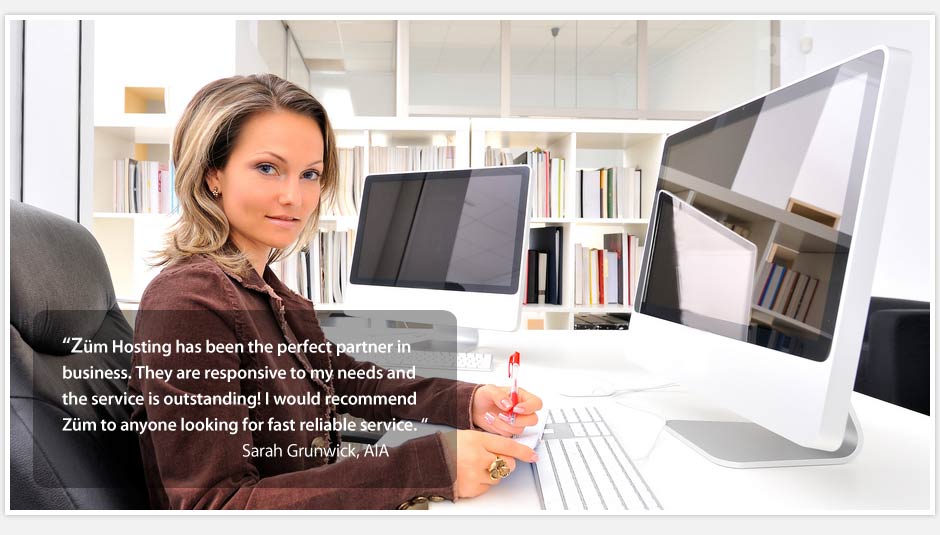 “Züm Hosting has been the perfect partner in
business. They are responsive to my needs and
the service is outstanding! I would recommend
Züm to anyone looking for fast reliable service. “
Sarah Grunwick, AIA